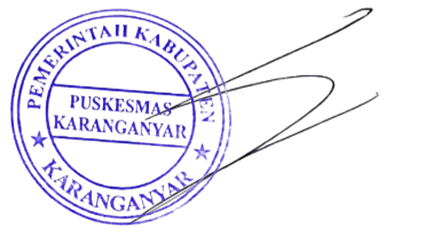 PEMERINTAH KABUPATEN
PUSKESMAS
KARANGANYAR
KARANGANYAR